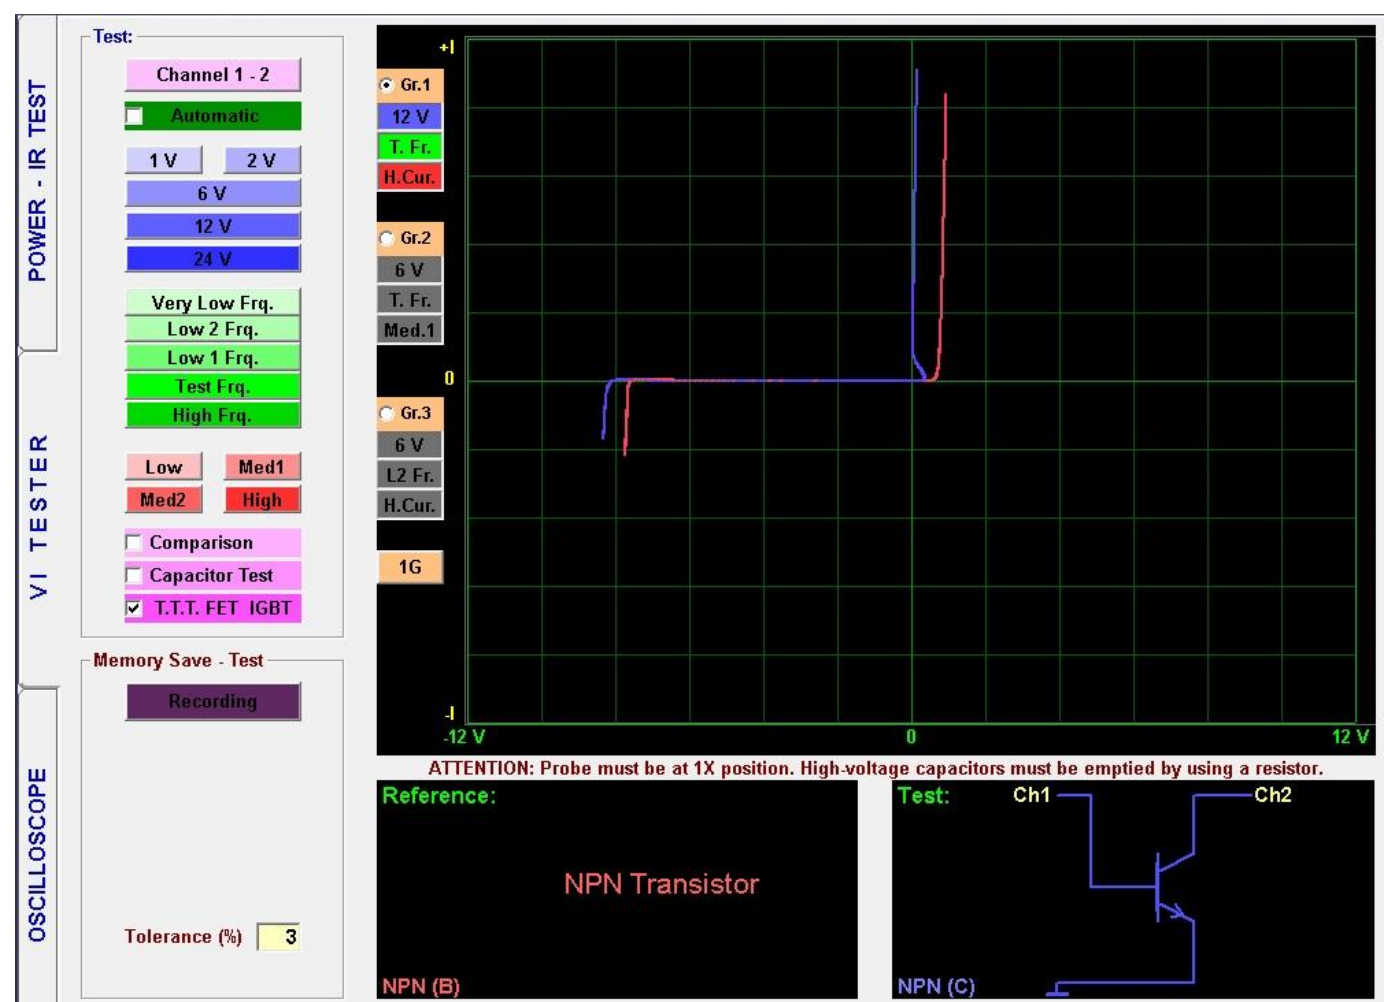 POWER - IR TEST
VI TESTER
OSCILLOSCOPE
Test:
Channel 1 - 2
Automatic
1 V
2 V
6 V
12 V
24 V
Very Low Frq.
Low 2 Frq.
Low 1 Frq.
Test Frq.
High Frq.
Low
Med1
Med2
High
Comparison
Capacitor Test
T.T.T. FET IGBT
Memory Save - Test
Recording
Tolerance (%) 3
+I
Gr.1
12 V
T. Fr.
H.Cur.
Gr.2
6 V
T. Fr.
Med.1
0
Gr.3
6 V
L2 Fr.
H.Cur.
1G
-I
-12 V
0
12 V
ATTENTION: Probe must be at 1X position. High-voltage capacitors must be emptied by using a resistor.
Reference:
NPN Transistor
NPN (B)
Test:
Ch1
Ch2
NPN (C)